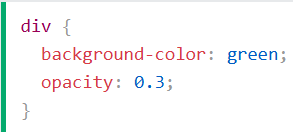 div {
  background-color: green;
  opacity: 0.3;
}